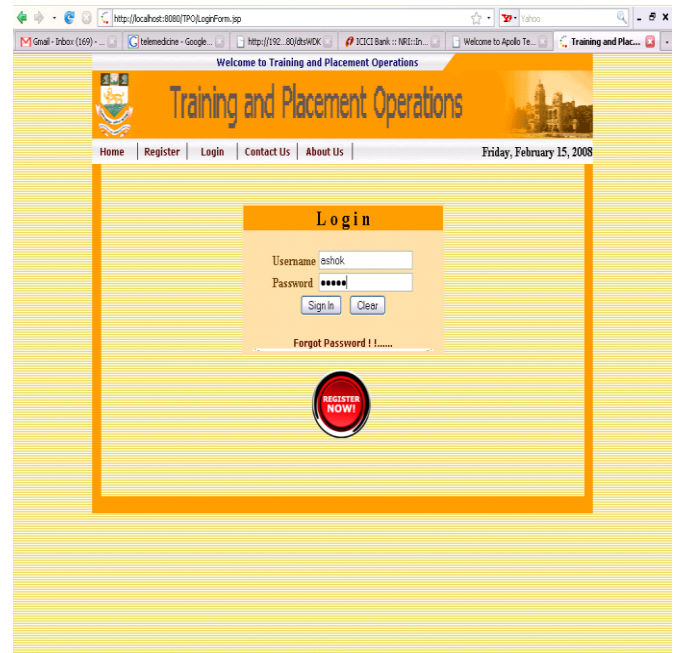 http://localhost:8080/TPO/LoginForm.jsp
Yahoo
Gmail - Inbox (169) - ...
telemedicine - Google...
http://192...80/dtsWDK
ICICI Bank :: NRI::In...
Welcome to Apollo Te...
Training and Plac...
Welcome to Training and Placement Operations
Training and Placement Operations
Home
Register
Login
Contact Us
About Us
Friday, February 15, 2008
Login
Username ashok
Password •••••
Sign In
Clear
Forgot Password ! !......
REGISTER
NOW!